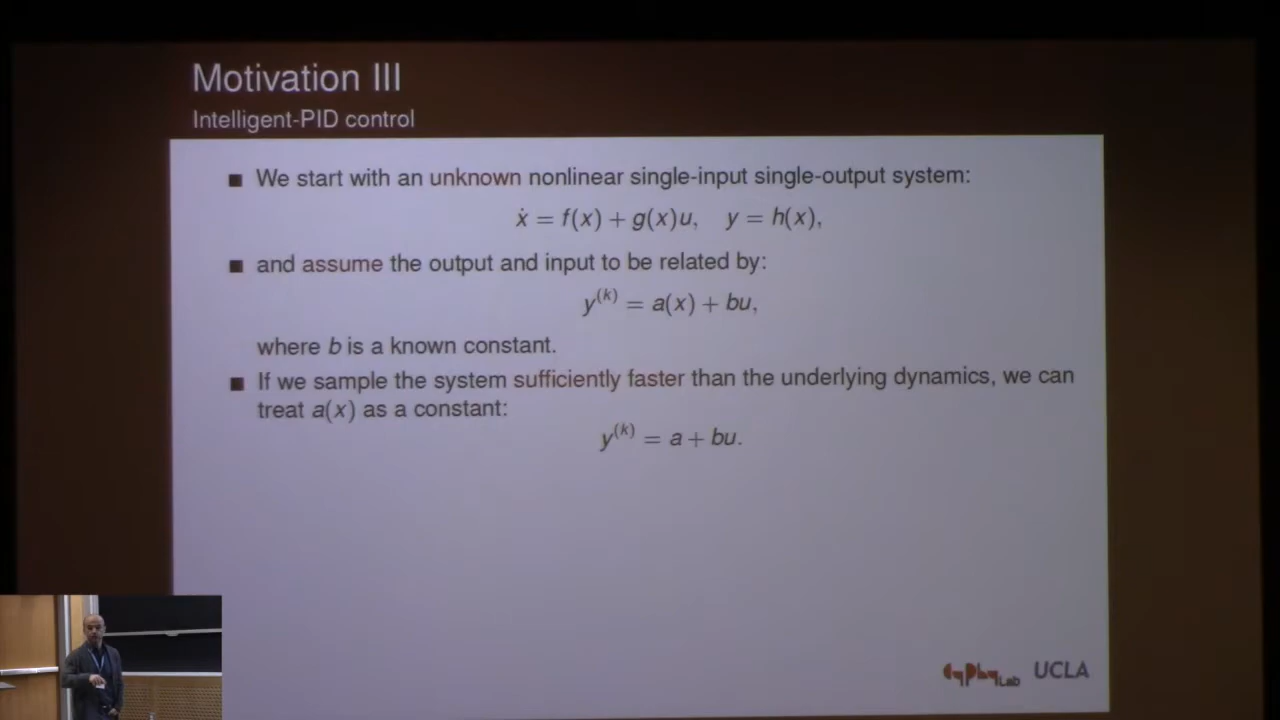 Motivation III
Intelligent-PID control
■ We start with an unknown nonlinear single-input single-output system:
ẋ = f(x) + g(x)u, y = h(x),
■ and assume the output and input to be related by:
y⁽ᵏ⁾ = a(x) + bu,
where b is a known constant.
■ If we sample the system sufficiently faster than the underlying dynamics, we can
treat a(x) as a constant:
y⁽ᵏ⁾ = a + bu.
CyPhyLab UCLA